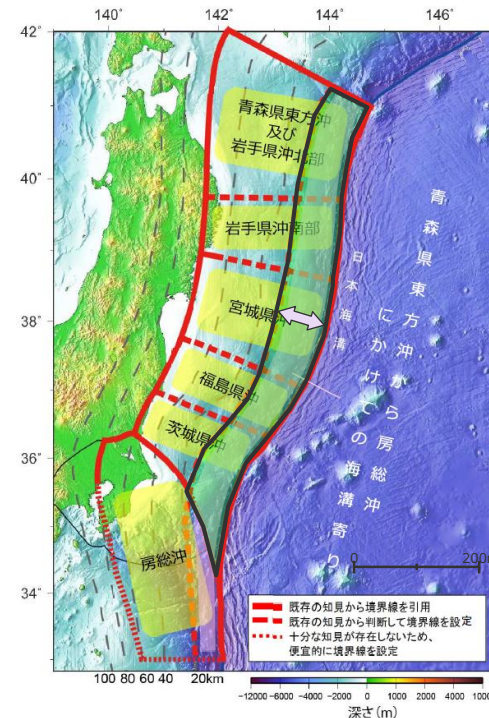 140° 142° 144° 146°
42°
40°
38°
36°
34°
青森県東方沖
及び
岩手県沖北部
岩手県沖南部
宮城県沖
福島県沖
茨城県沖
房総沖
日本海溝
青森県東方沖から房総沖
にかけての海溝寄り
0 200
既存の知見から境界線を引用
既存の知見から判断して境界線を設定
十分な知見が存在しないため、
便宜的に境界線を設定
100 80 60 40 20km
-12000 -8000 -4000 -2000 0 2000 4000 1000
深さ(m)